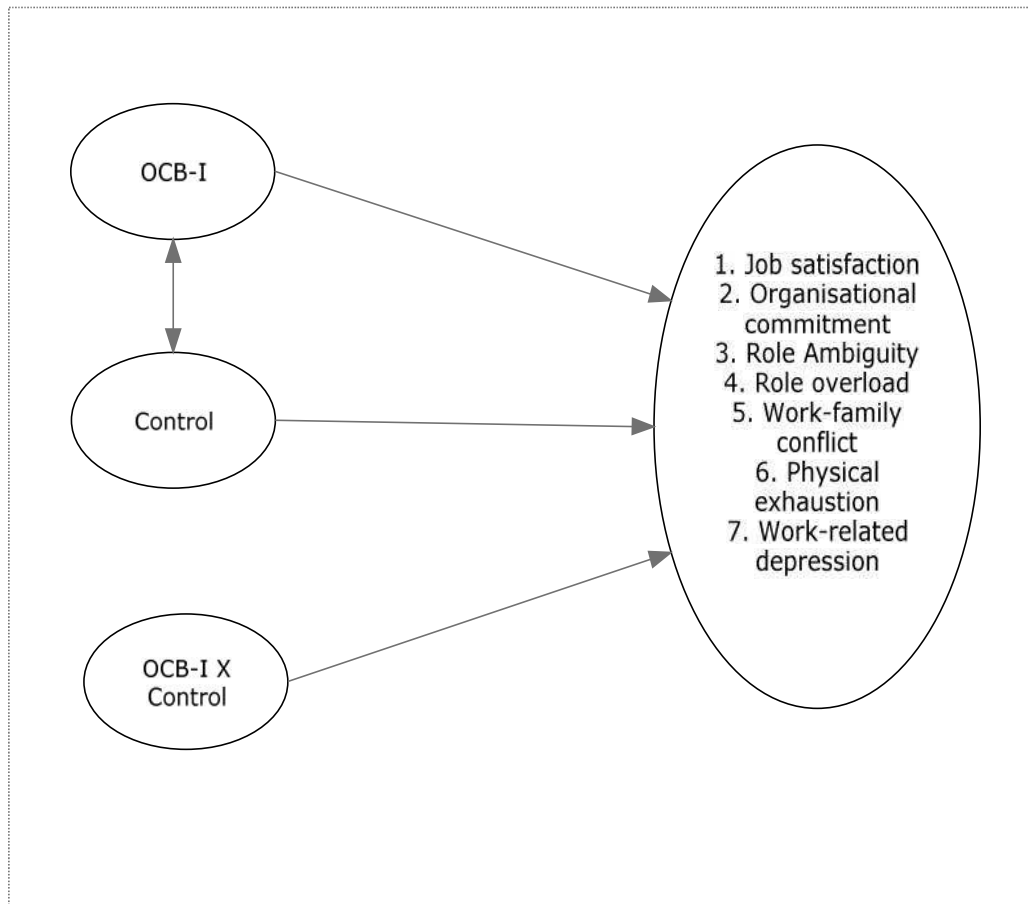 OCB-I
Control
OCB-I X
Control
1. Job satisfaction
2. Organisational
commitment
3. Role Ambiguity
4. Role overload
5. Work-family
conflict
6. Physical
exhaustion
7. Work-related
depression